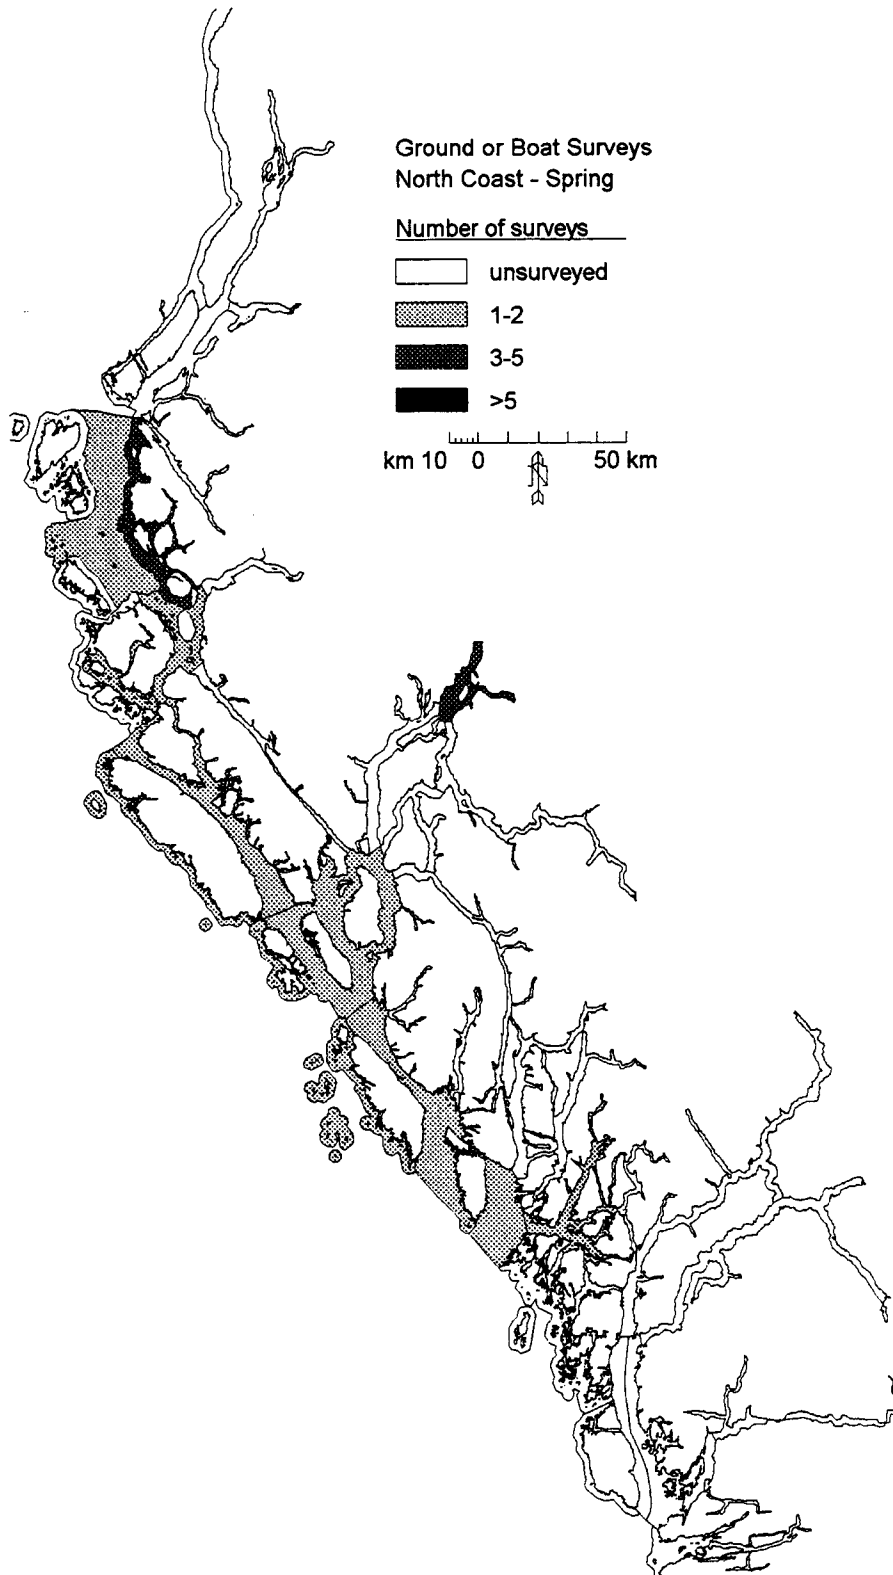 Ground or Boat Surveys
North Coast - Spring
Number of surveys
unsurveyed
1-2
3-5
>5
km 10 0 50 km
N